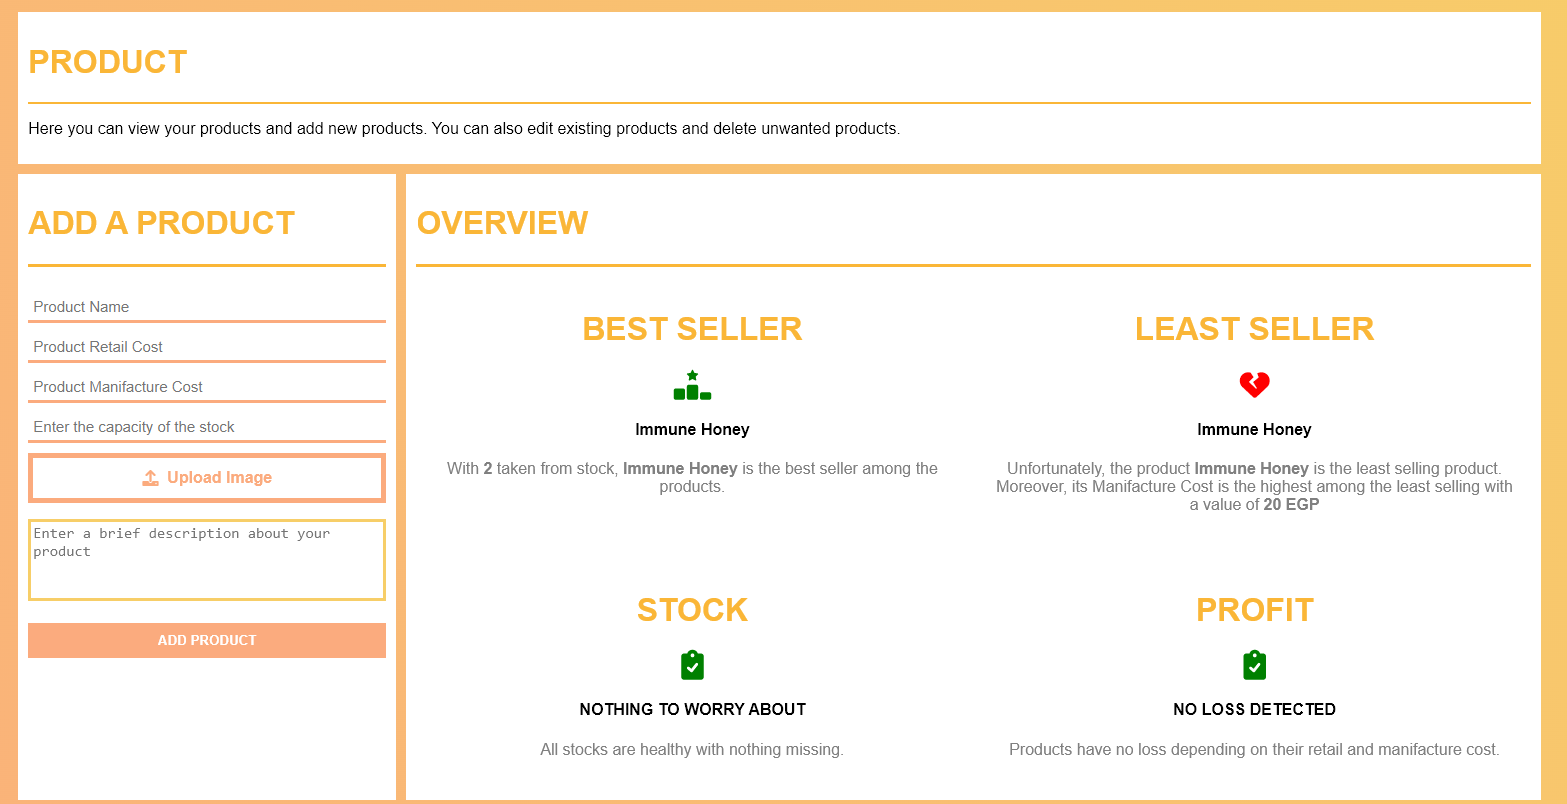 PRODUCT
Here you can view your products and add new products. You can also edit existing products and delete unwanted products.
ADD A PRODUCT
Product Name
Product Retail Cost
Product Manifacture Cost
Enter the capacity of the stock
Upload Image
Enter a brief description about your
product
ADD PRODUCT
OVERVIEW
BEST SELLER
Immune Honey
With 2 taken from stock, Immune Honey is the best seller among the
products.
LEAST SELLER
Immune Honey
Unfortunately, the product Immune Honey is the least selling product.
Moreover, its Manifacture Cost is the highest among the least selling with
a value of 20 EGP
STOCK
NOTHING TO WORRY ABOUT
All stocks are healthy with nothing missing.
PROFIT
NO LOSS DETECTED
Products have no loss depending on their retail and manifacture cost.